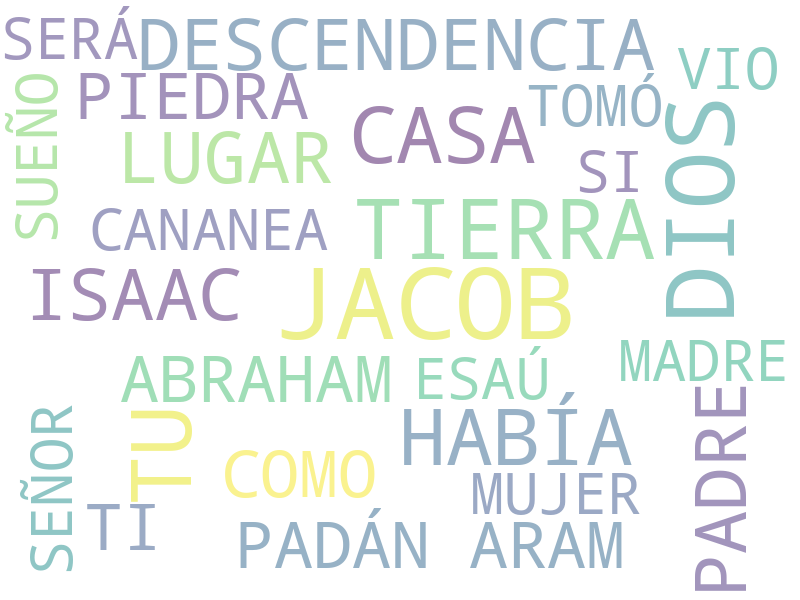 SERÁ
DESCENDENCIA
VIO
PIEDRA
TOMÓ
SUEÑO
LUGAR
CASA
SI
DIOS
CANANEA
TIERRA
ISAAC
JACOB
ABRAHAM
ESAÚ
MADRE
TU
HABÍA
PADRE
SEÑOR
COMO
MUJER
TI
PADÁN ARAM